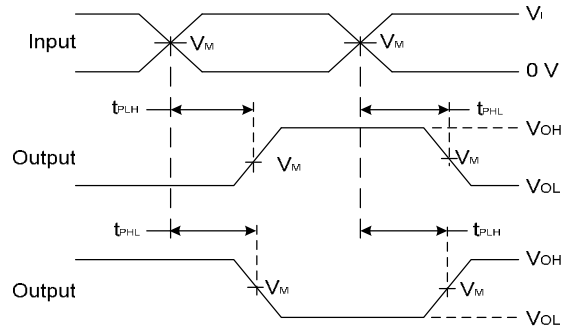 VI
Input VM VM
0 V
tPLH tPHL
VOH
Output VM VM
VOL
tPHL tPLH
VOH
Output VM VM
VOL